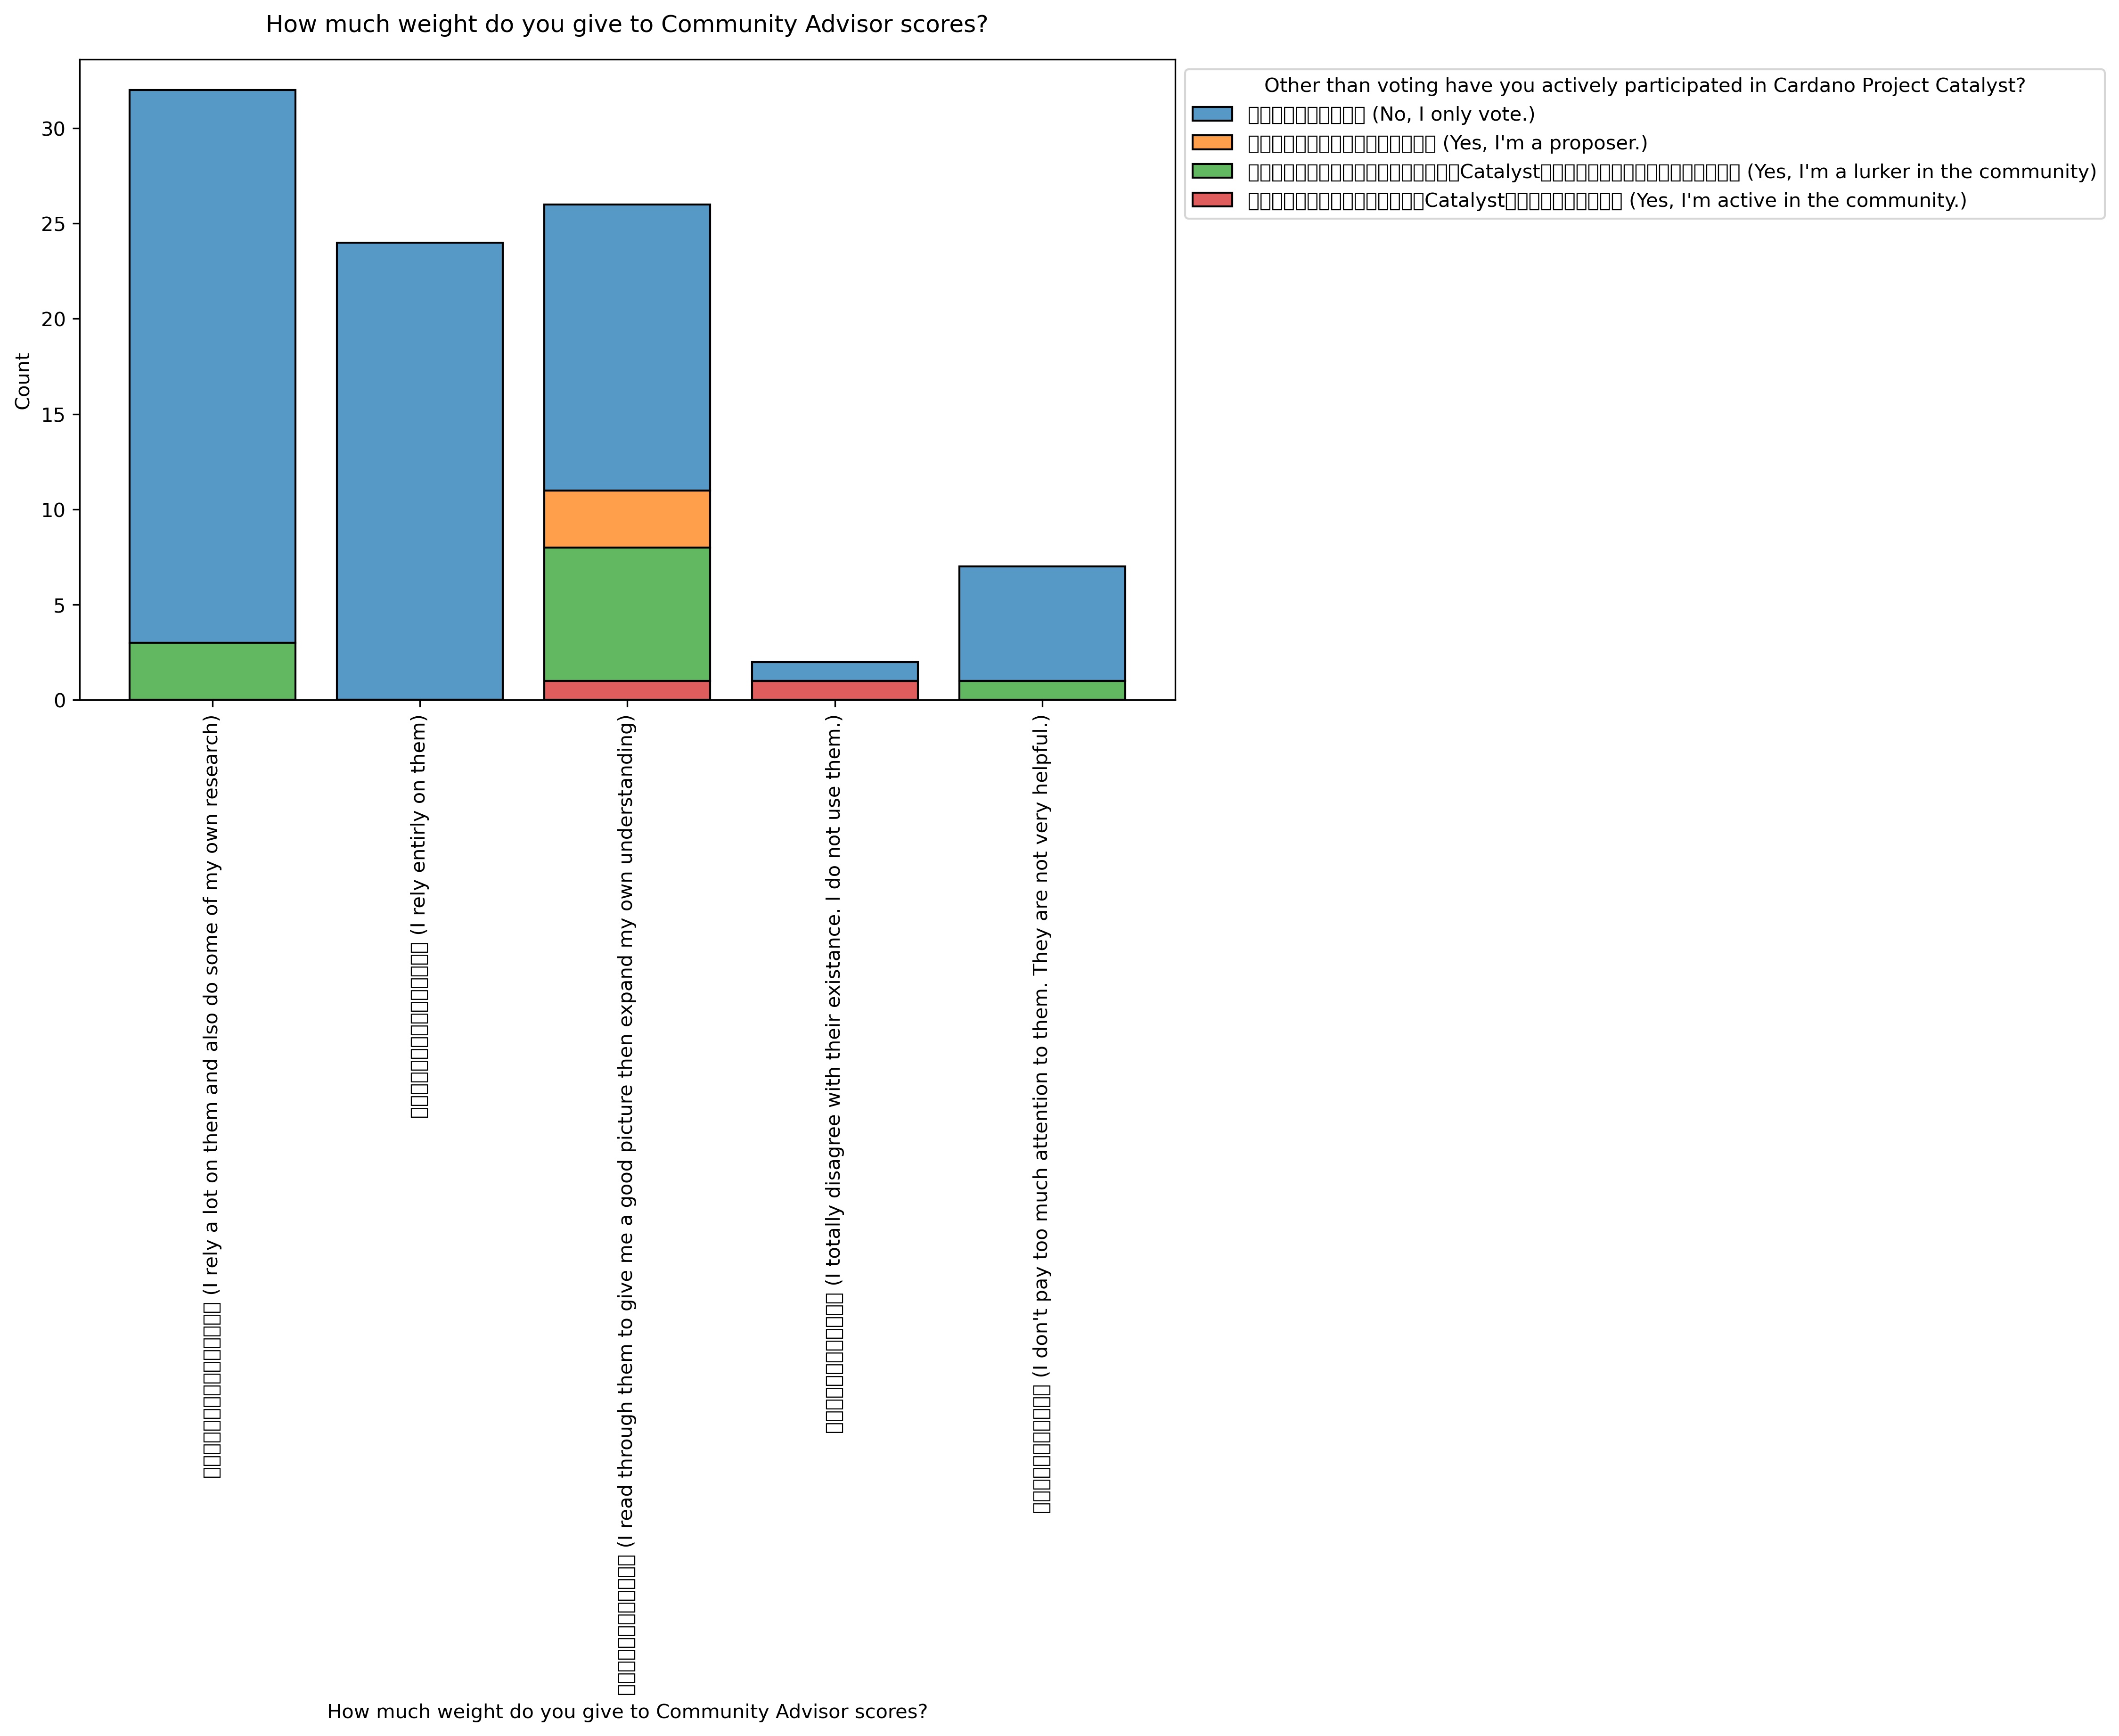 How much weight do you give to Community Advisor scores?
Other than voting have you actively participated in Cardano Project Catalyst?
(No, I only vote.)
(Yes, I'm a proposer.)
Catalyst (Yes, I'm a lurker in the community)
Catalyst (Yes, I'm active in the community.)
Count
30
25
20
15
10
5
0
(I rely a lot on them and also do some of my own research)
(I rely entirly on them)
(I read through them to give me a good picture then expand my own understanding)
(I totally disagree with their existance. I do not use them.)
(I don't pay too much attention to them. They are not very helpful.)
How much weight do you give to Community Advisor scores?